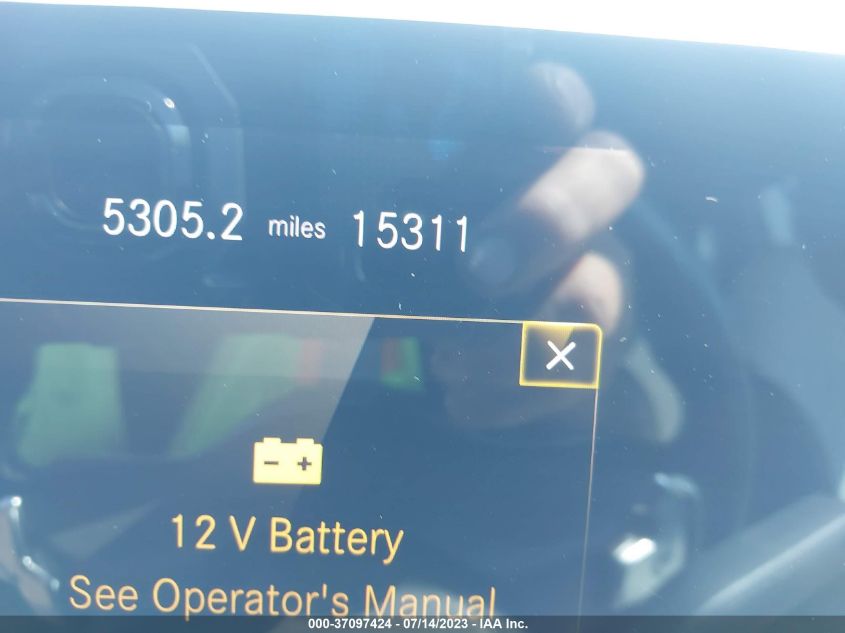 5305.2 miles 15311
12 V Battery
See Operator's Manual
000-37097424 - 07/14/2023 - IAA Inc.